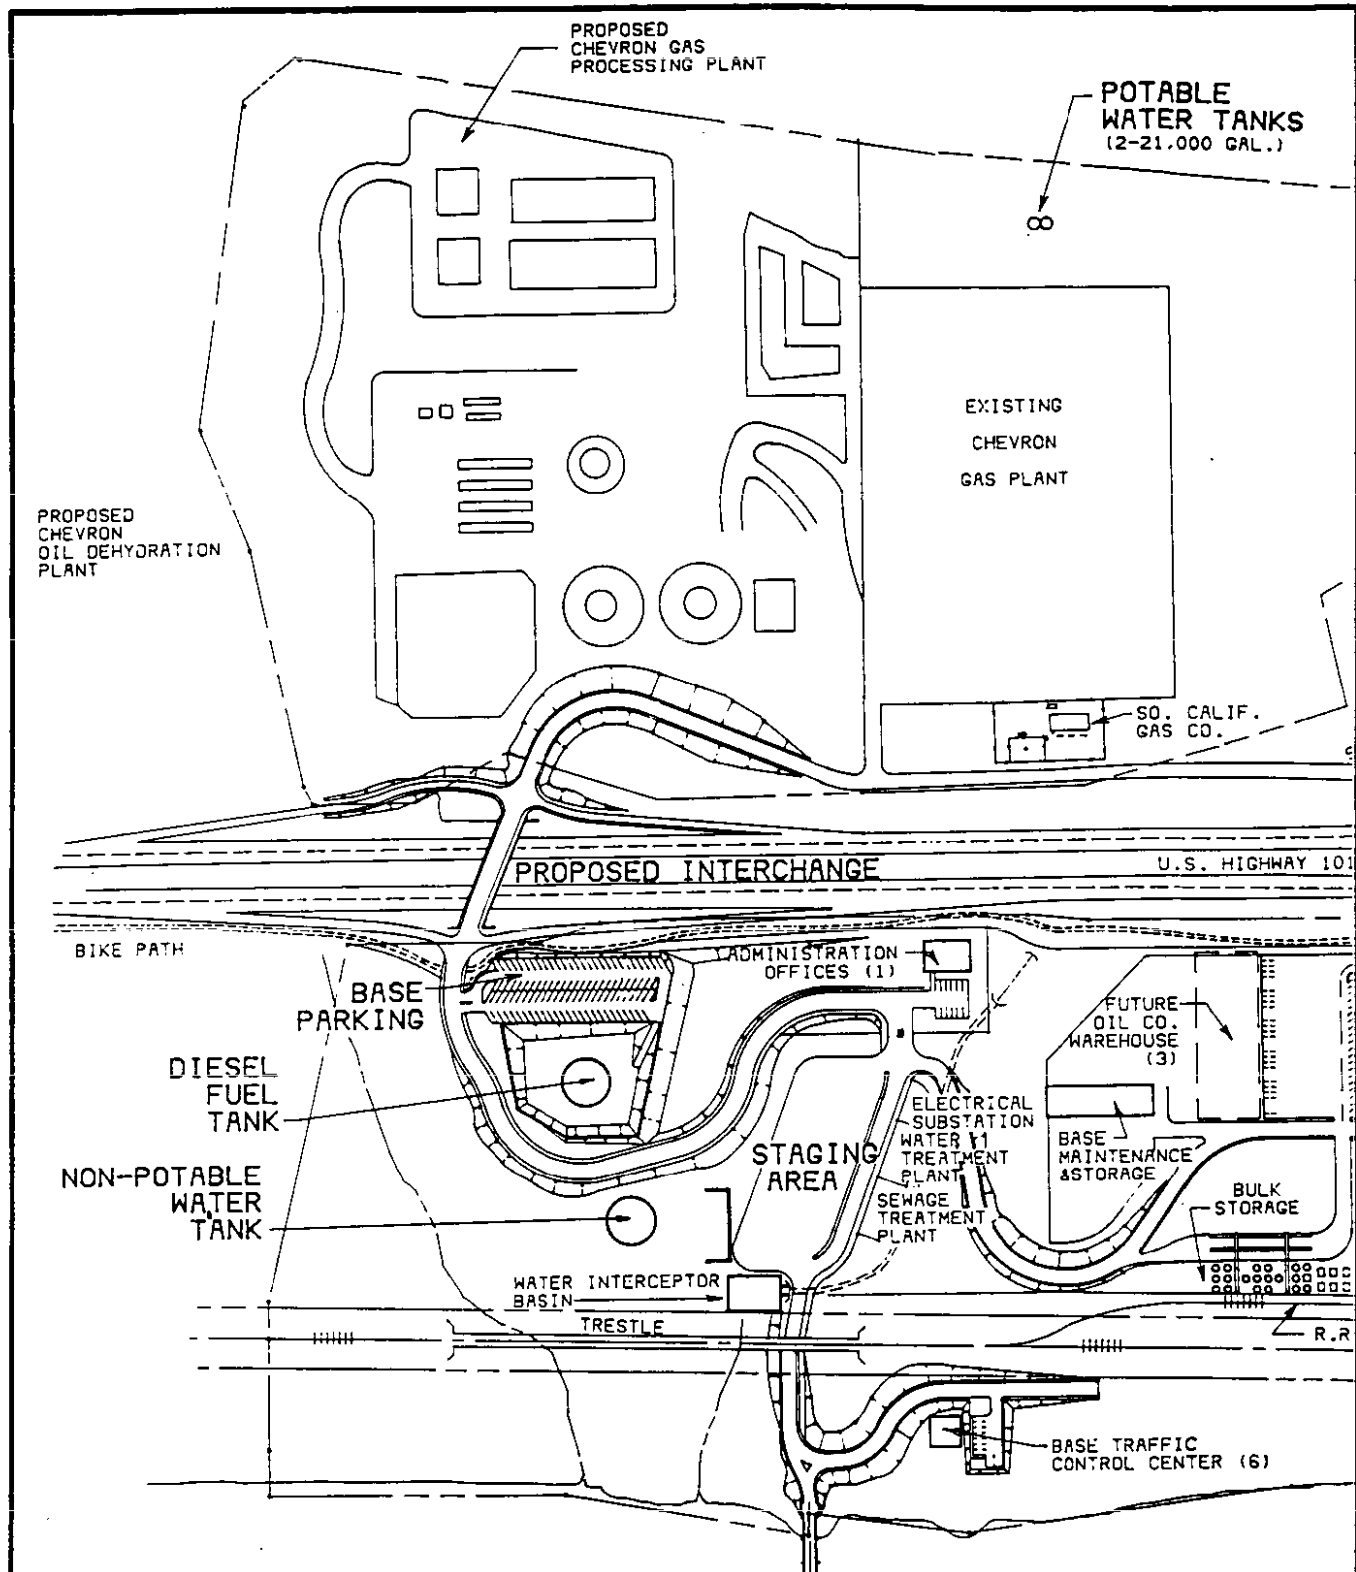 PROPOSED
CHEVRON GAS
PROCESSING PLANT
POTABLE
WATER TANKS
(2-21.000 GAL.)
EXISTING
CHEVRON
GAS PLANT
PROPOSED
CHEVRON
OIL DEHYDRATION
PLANT
SO. CALIF.
GAS CO.
PROPOSED INTERCHANGE
U.S. HIGHWAY 101
BIKE PATH
ADMINISTRATION
OFFICES (1)
BASE
PARKING
FUTURE
OIL CO.
WAREHOUSE
(3)
DIESEL
FUEL
TANK
ELECTRICAL
SUBSTATION
WATER
TREATMENT
PLANT
STAGING
AREA
BASE
MAINTENANCE
&STORAGE
NON-POTABLE
WATER
TANK
SEWAGE
TREATMENT
PLANT
BULK
STORAGE
WATER INTERCEPTOR
BASIN
TRESTLE
R.R
BASE TRAFFIC
CONTROL CENTER (6)